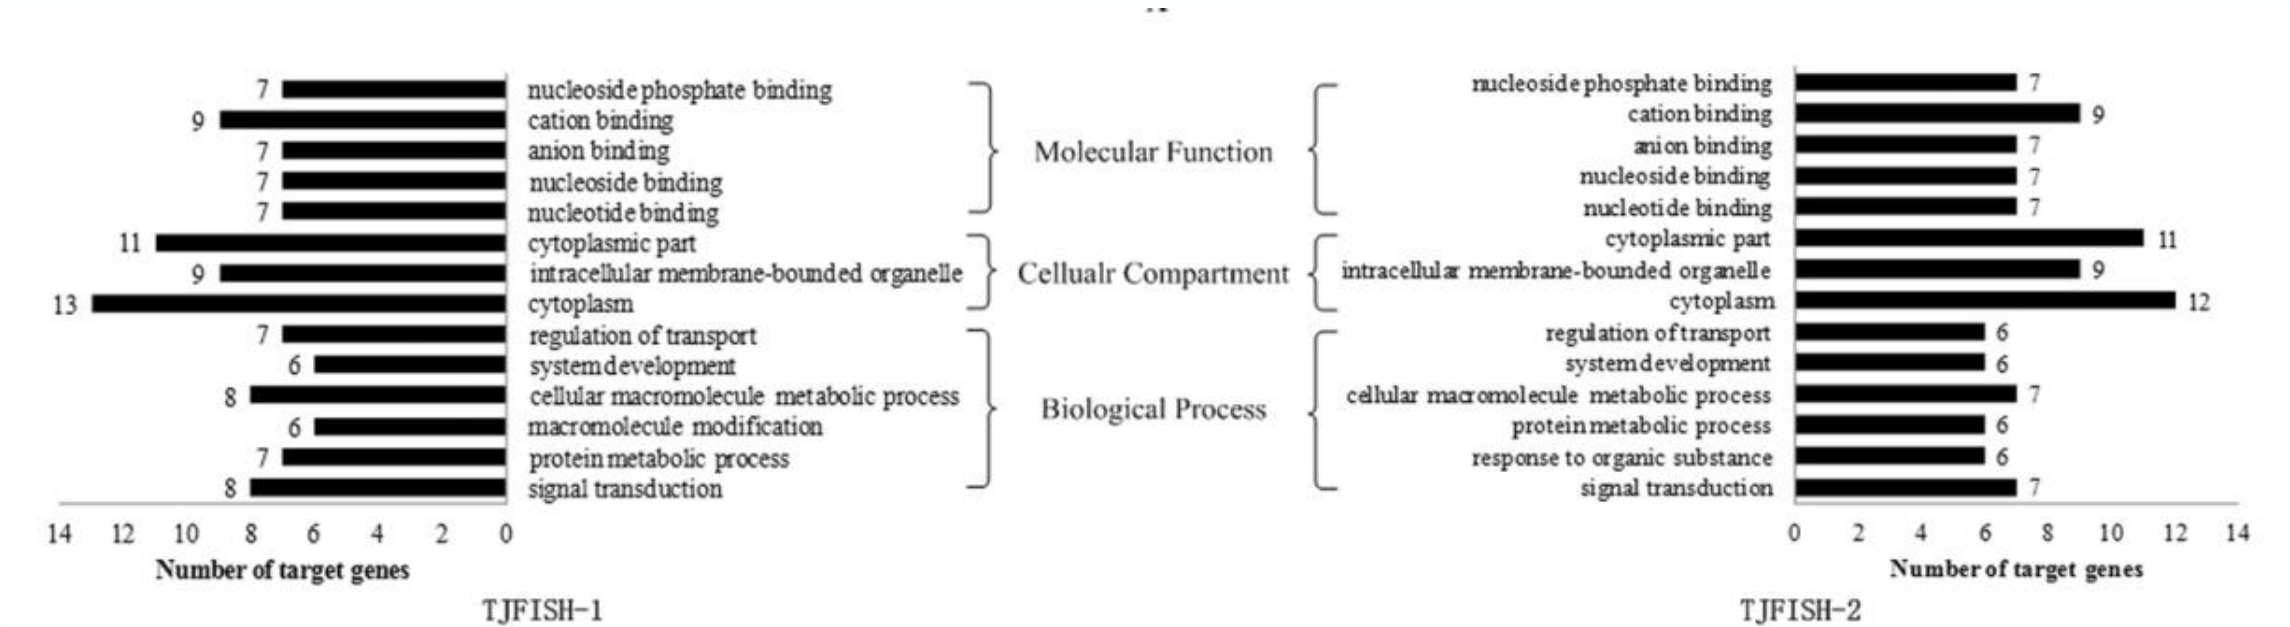 7 nucleoside phosphate binding
9 cation binding
7 anion binding
7 nucleoside binding
7 nucleotide binding
11 cytoplasmic part
9 intracellular membrane-bounded organelle
13 cytoplasm
7 regulation of transport
6 system development
8 cellular macromolecule metabolic process
6 macromolecule modification
7 protein metabolic process
8 signal transduction
14 12 10 8 6 4 2 0
Number of target genes
TJFISH-1
Molecular Function
Cellualr Compartment
Biological Process
nucleoside phosphate binding 7
cation binding 9
anion binding 7
nucleoside binding 7
nucleotide binding 7
cytoplasmic part 11
intracellular membrane-bounded organelle 9
cytoplasm 12
regulation of transport 6
system development 6
cellular macromolecule metabolic process 7
protein metabolic process 6
response to organic substance 6
signal transduction 7
0 2 4 6 8 10 12 14
Number of target genes
TJFISH-2